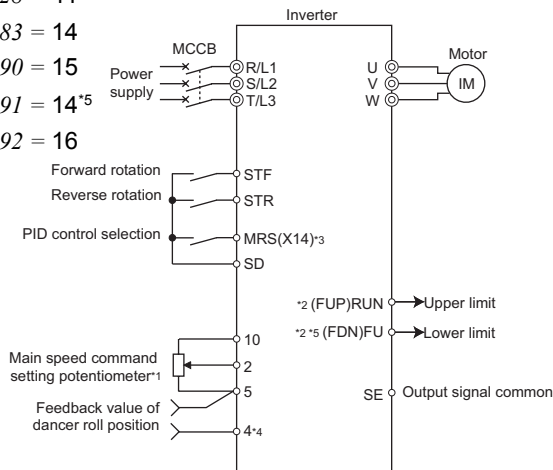 83 = 14
90 = 15
91 = 14*5
92 = 16
Inverter
MCCB
Motor
Power
supply
R/L1
S/L2
T/L3
U
V
W
IM
Forward rotation
STF
Reverse rotation
STR
PID control selection
MRS(X14)*3
SD
*2 (FUP)RUN
Upper limit
*2 *5 (FDN)FU
Lower limit
10
Main speed command
setting potentiometer*1
2
5
SE
Output signal common
Feedback value of
dancer roll position
4*4